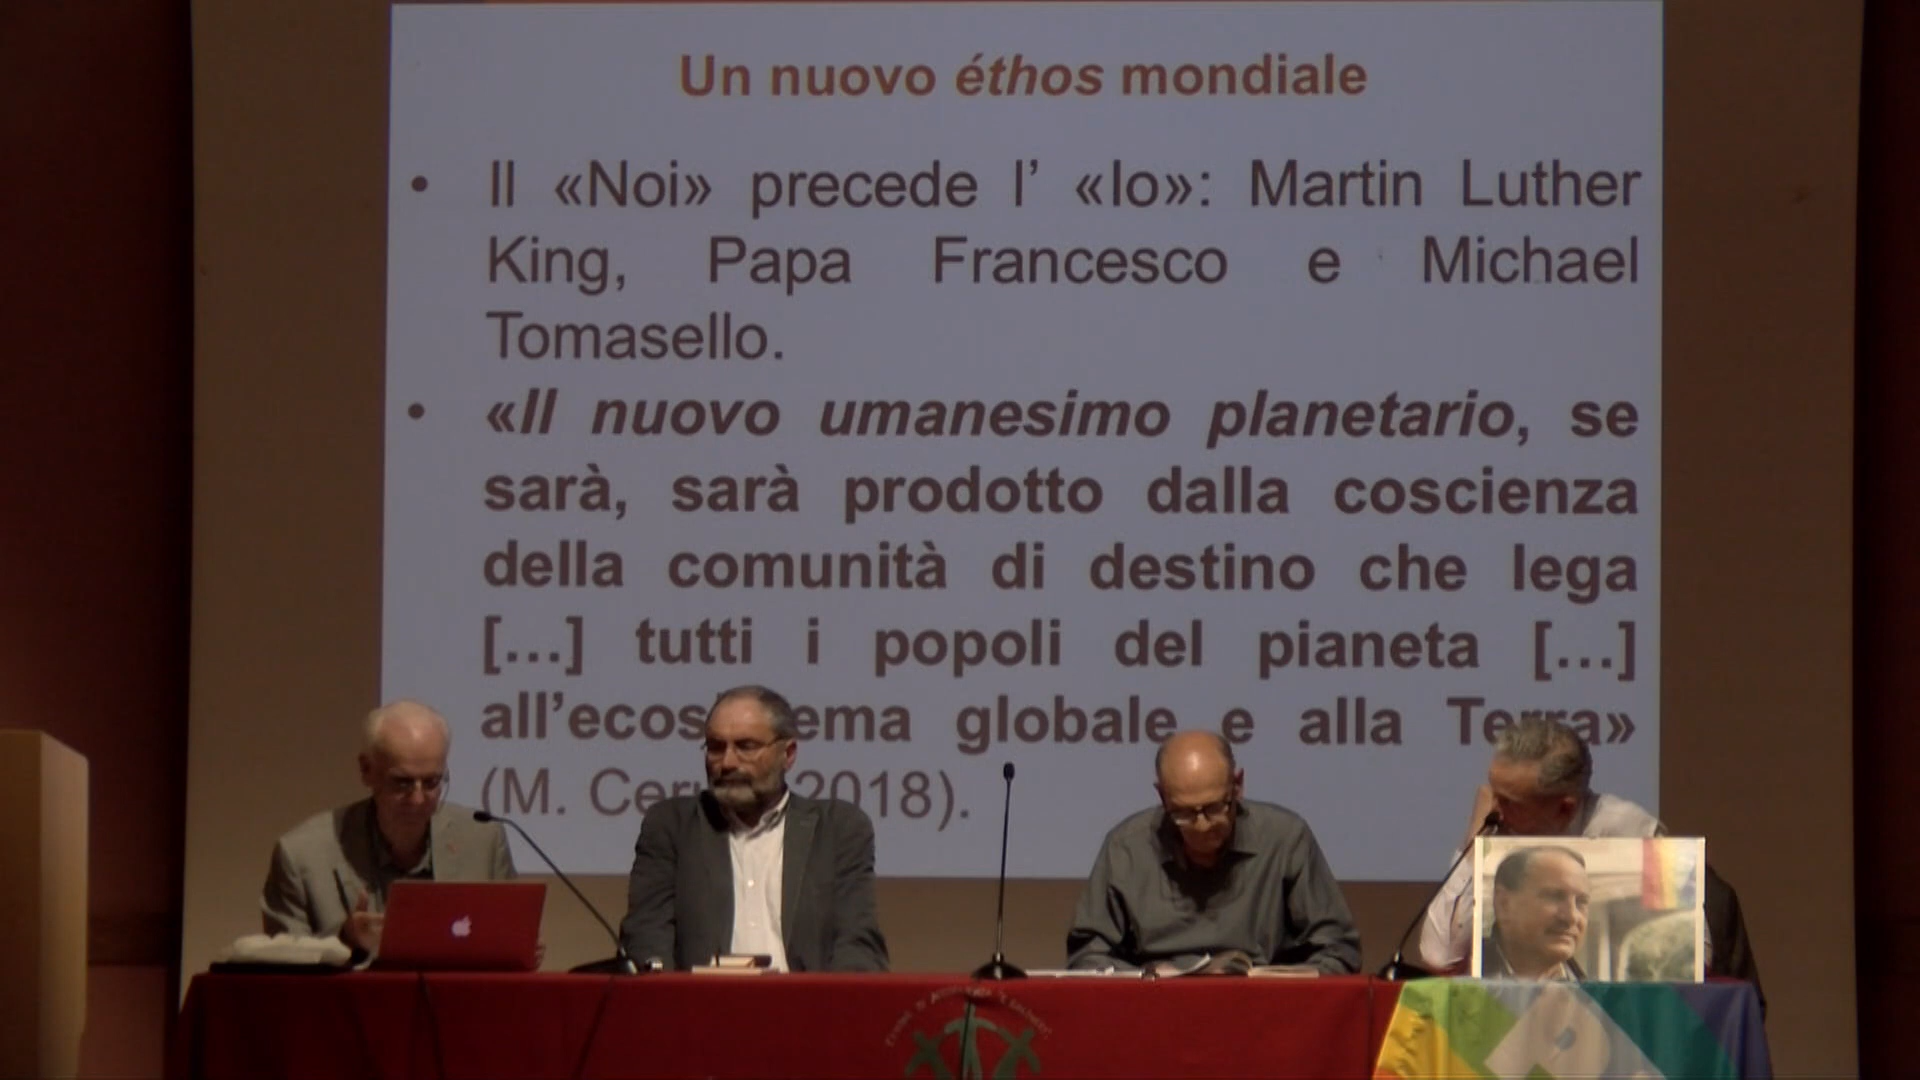 Un nuovo éthos mondiale
• Il «Noi» precede l’ «Io»: Martin Luther
King, Papa Francesco e Michael
Tomasello.
• «Il nuovo umanesimo planetario, se
sarà, sarà prodotto dalla coscienza
della comunità di destino che lega
[…] tutti i popoli del pianeta […]
globale e alla
(M. 2018).